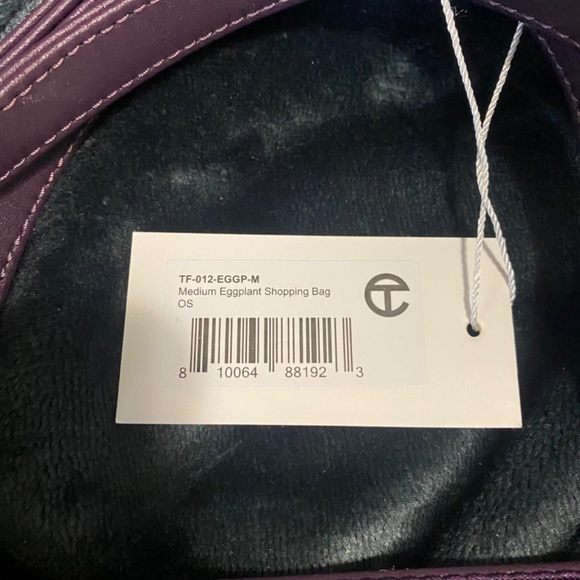 TF-012-EGGP-M
Medium Eggplant Shopping Bag
OS
8 10064 88192 3